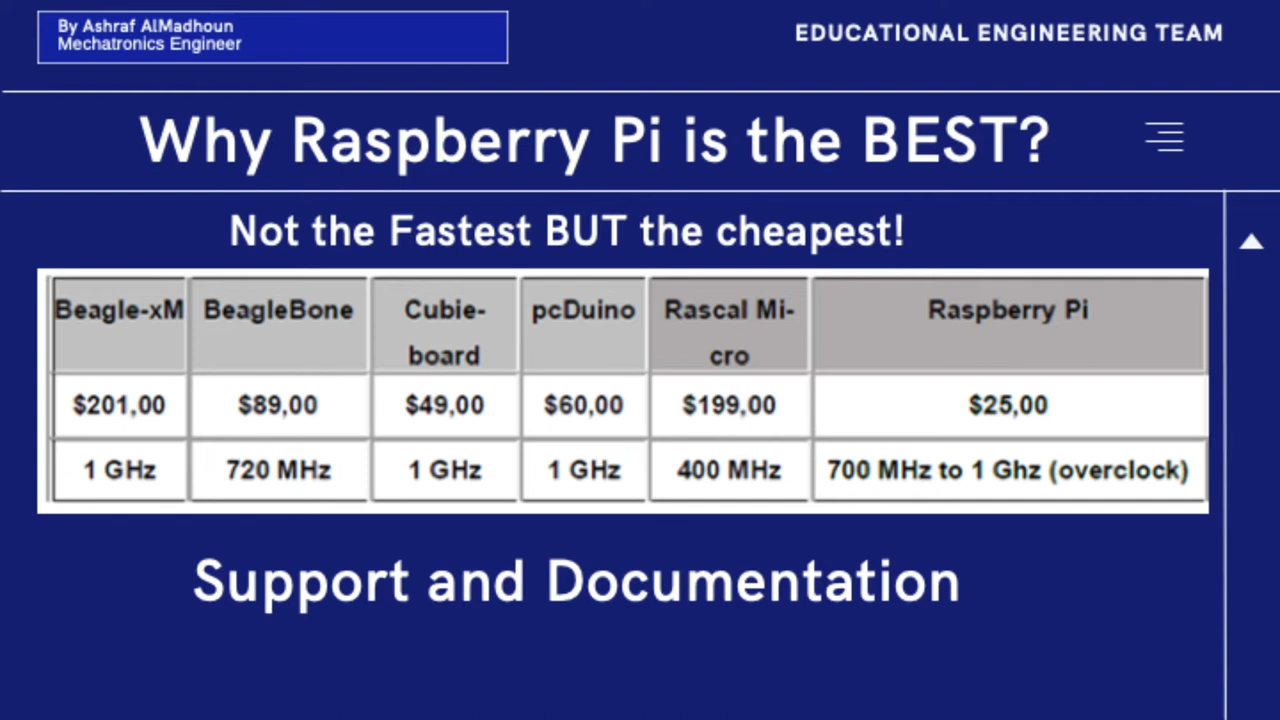 By Ashraf AlMadhoun
Mechatronics Engineer
EDUCATIONAL ENGINEERING TEAM
Why Raspberry Pi is the BEST?
Not the Fastest BUT the cheapest!
Beagle-xM BeagleBone Cubie- pcDuino Rascal Mi- Raspberry Pi
board cro
$201,00 $89,00 $49,00 $60,00 $199,00 $25,00
1 GHz 720 MHz 1 GHz 1 GHz 400 MHz 700 MHz to 1 Ghz (overclock)
Support and Documentation